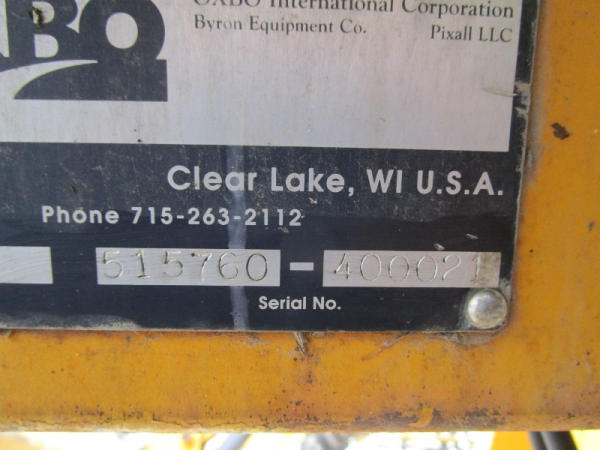 OXBO International Corporation
Byron Equipment Co. Pixall LLC
BO
Clear Lake, WI U.S.A.
Phone 715-263-2112
515760 - 400021
Serial No.